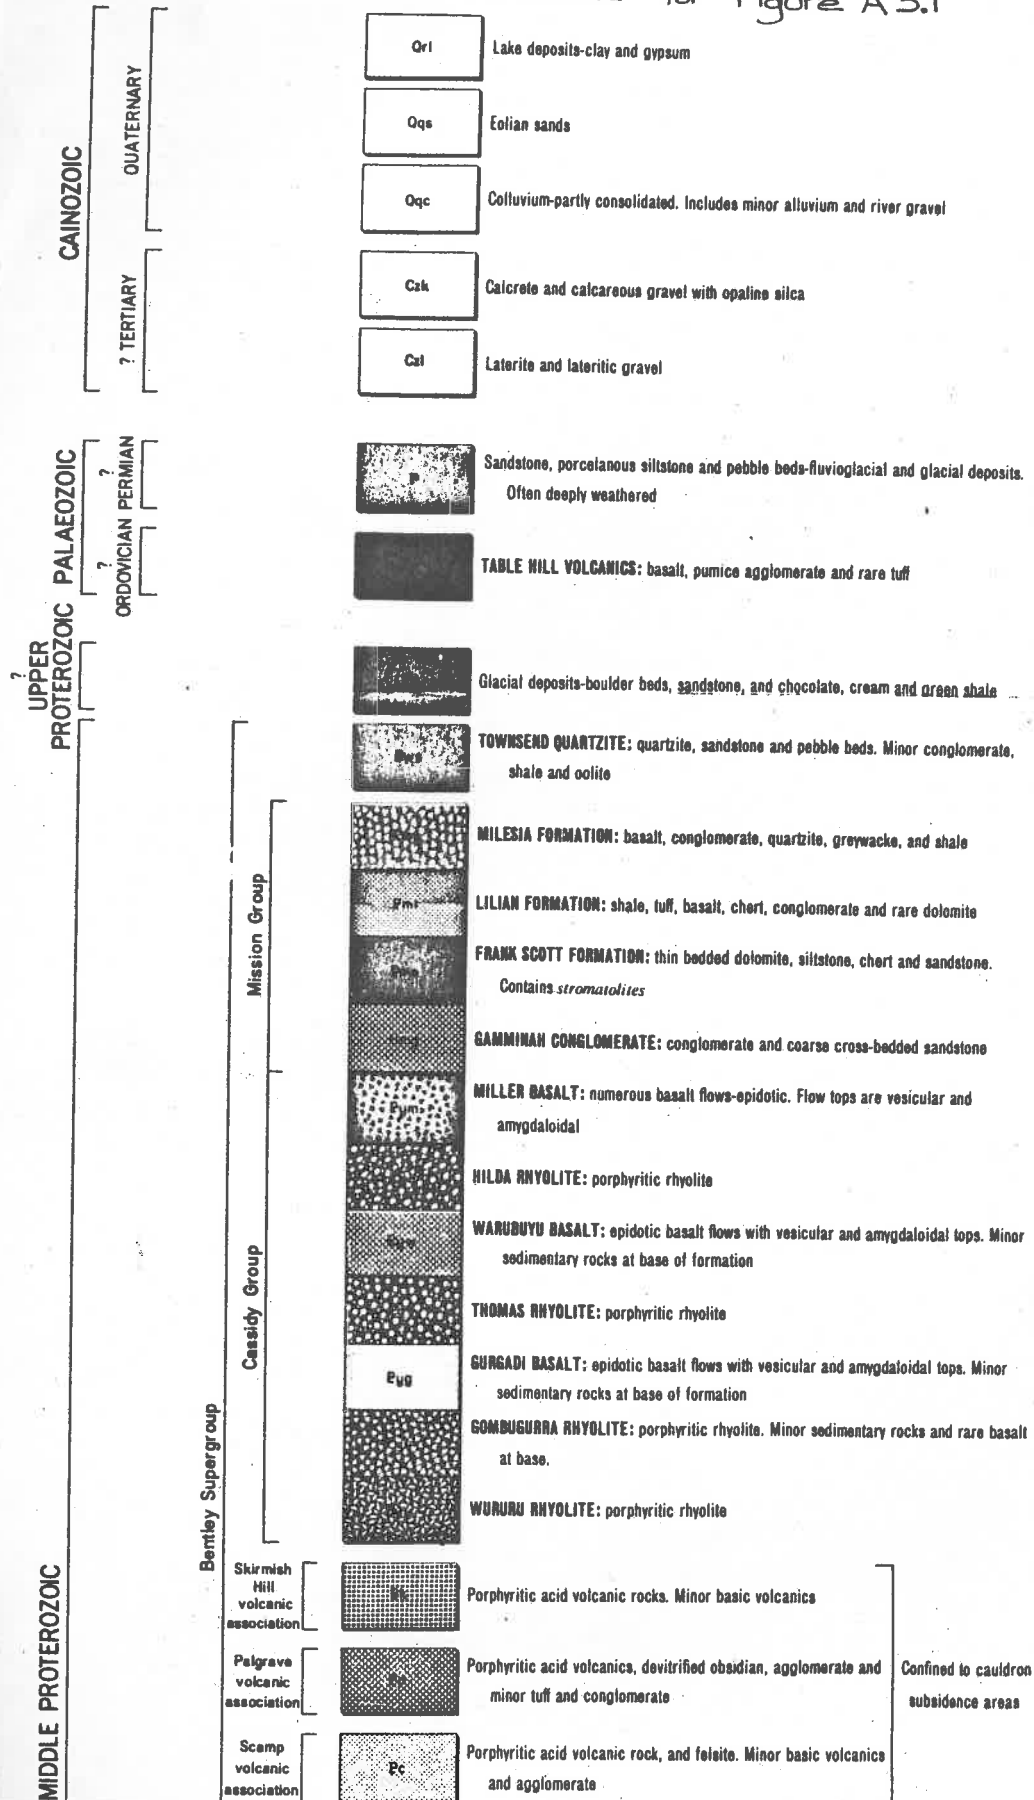 for Figure A 3.1
CAINOZOIC
QUATERNARY
Qrl
Lake deposits-clay and gypsum
Qqs
Eolian sands
Qqc
Colluvium-partly consolidated. Includes minor alluvium and river gravel
? TERTIARY
Czk
Calcrete and calcareous gravel with opaline silca
Czl
Laterite and lateritic gravel
PALAEOZOIC
?
PERMIAN
P
Sandstone, porcelanous siltstone and pebble beds-fluvioglacial and glacial deposits.
Often deeply weathered
?
ORDOVICIAN
TABLE HILL VOLCANICS: basalt, pumice agglomerate and rare tuff
?
UPPER
PROTEROZOIC
Glacial deposits-boulder beds, sandstone, and chocolate, cream and green shale
MIDDLE PROTEROZOIC
Bentley Supergroup
TOWNSEND QUARTZITE: quartzite, sandstone and pebble beds. Minor conglomerate,
shale and oolite
Mission Group
MILESIA FORMATION: basalt, conglomerate, quartzite, greywacke, and shale
LILIAN FORMATION: shale, tuff, basalt, chert, conglomerate and rare dolomite
FRANK SCOTT FORMATION: thin bedded dolomite, siltstone, chert and sandstone.
Contains stromatolites
GAMMINAH CONGLOMERATE: conglomerate and coarse cross-bedded sandstone
Cassidy Group
MILLER BASALT: numerous basalt flows-epidotic. Flow tops are vesicular and
amygdaloidal
HILDA RHYOLITE: porphyritic rhyolite
WARUBUYU BASALT: epidotic basalt flows with vesicular and amygdaloidal tops. Minor
sedimentary rocks at base of formation
THOMAS RHYOLITE: porphyritic rhyolite
Pyg
GURGADI BASALT: epidotic basalt flows with vesicular and amygdaloidal tops. Minor
sedimentary rocks at base of formation
GOMBUGURRA RHYOLITE: porphyritic rhyolite. Minor sedimentary rocks and rare basalt
at base.
WURURU RHYOLITE: porphyritic rhyolite
Skirmish
Hill
volcanic
association
Porphyritic acid volcanic rocks. Minor basic volcanics
Palgrave
volcanic
association
Porphyritic acid volcanics, devitrified obsidian, agglomerate and
minor tuff and conglomerate
Confined to cauldron
subsidence areas
Scamp
volcanic
association
Pc
Porphyritic acid volcanic rock, and felsite. Minor basic volcanics
and agglomerate